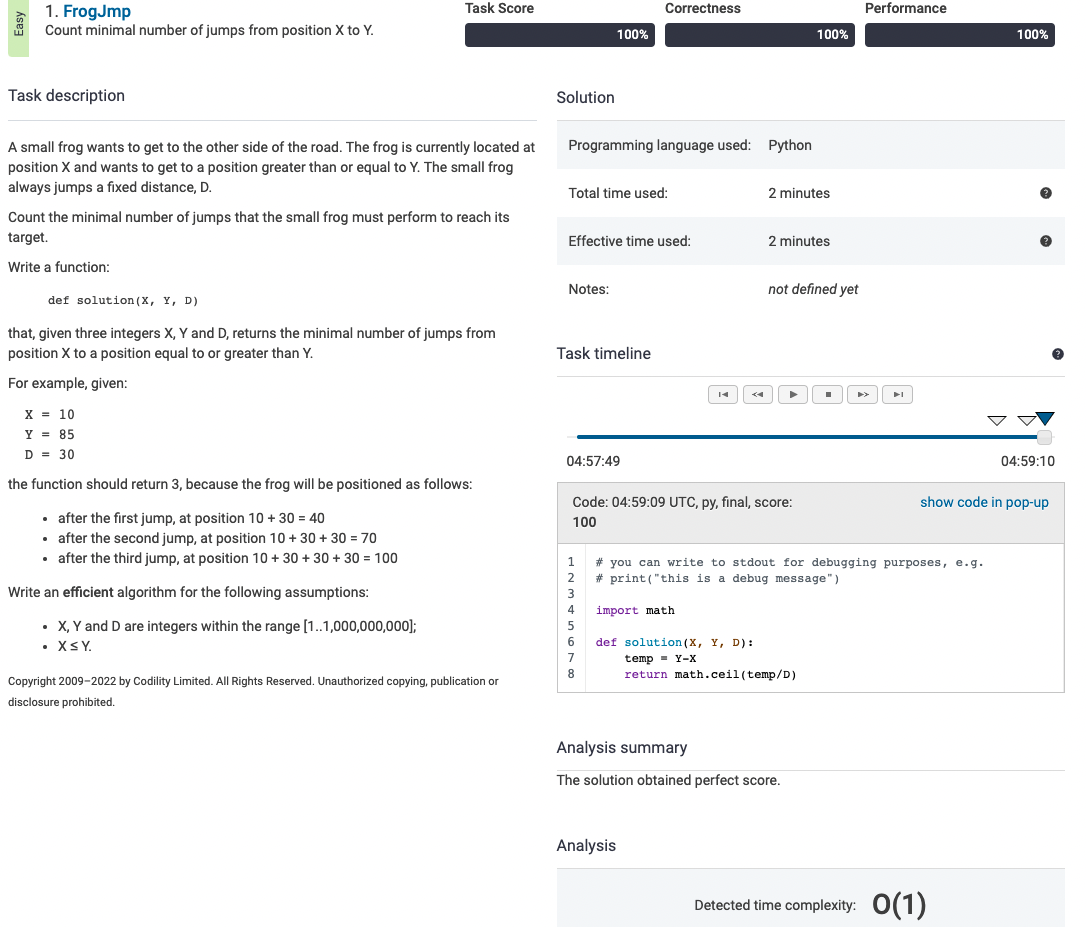 Easy
1. FrogJmp
Count minimal number of jumps from position X to Y.
Task Score
Correctness
Performance
100%
100%
100%
Task description
A small frog wants to get to the other side of the road. The frog is currently located at
position X and wants to get to a position greater than or equal to Y. The small frog
always jumps a fixed distance, D.
Count the minimal number of jumps that the small frog must perform to reach its
target.
Write a function:
def solution(X, Y, D)
that, given three integers X, Y and D, returns the minimal number of jumps from
position X to a position equal to or greater than Y.
For example, given:
X = 10
Y = 85
D = 30
the function should return 3, because the frog will be positioned as follows:
• after the first jump, at position 10 + 30 = 40
• after the second jump, at position 10 + 30 + 30 = 70
• after the third jump, at position 10 + 30 + 30 + 30 = 100
Write an efficient algorithm for the following assumptions:
• X, Y and D are integers within the range [1..1,000,000,000];
• X ≤ Y.
Copyright 2009–2022 by Codility Limited. All Rights Reserved. Unauthorized copying, publication or
disclosure prohibited.
Solution
Programming language used: Python
Total time used: 2 minutes
Effective time used: 2 minutes
Notes: not defined yet
Task timeline
04:57:49
04:59:10
Code: 04:59:09 UTC, py, final, score:
100
show code in pop-up
1 # you can write to stdout for debugging purposes, e.g.
2 # print("this is a debug message")
3
4 import math
5
6 def solution(X, Y, D):
7     temp = Y-X
8     return math.ceil(temp/D)
Analysis summary
The solution obtained perfect score.
Analysis
Detected time complexity: O(1)